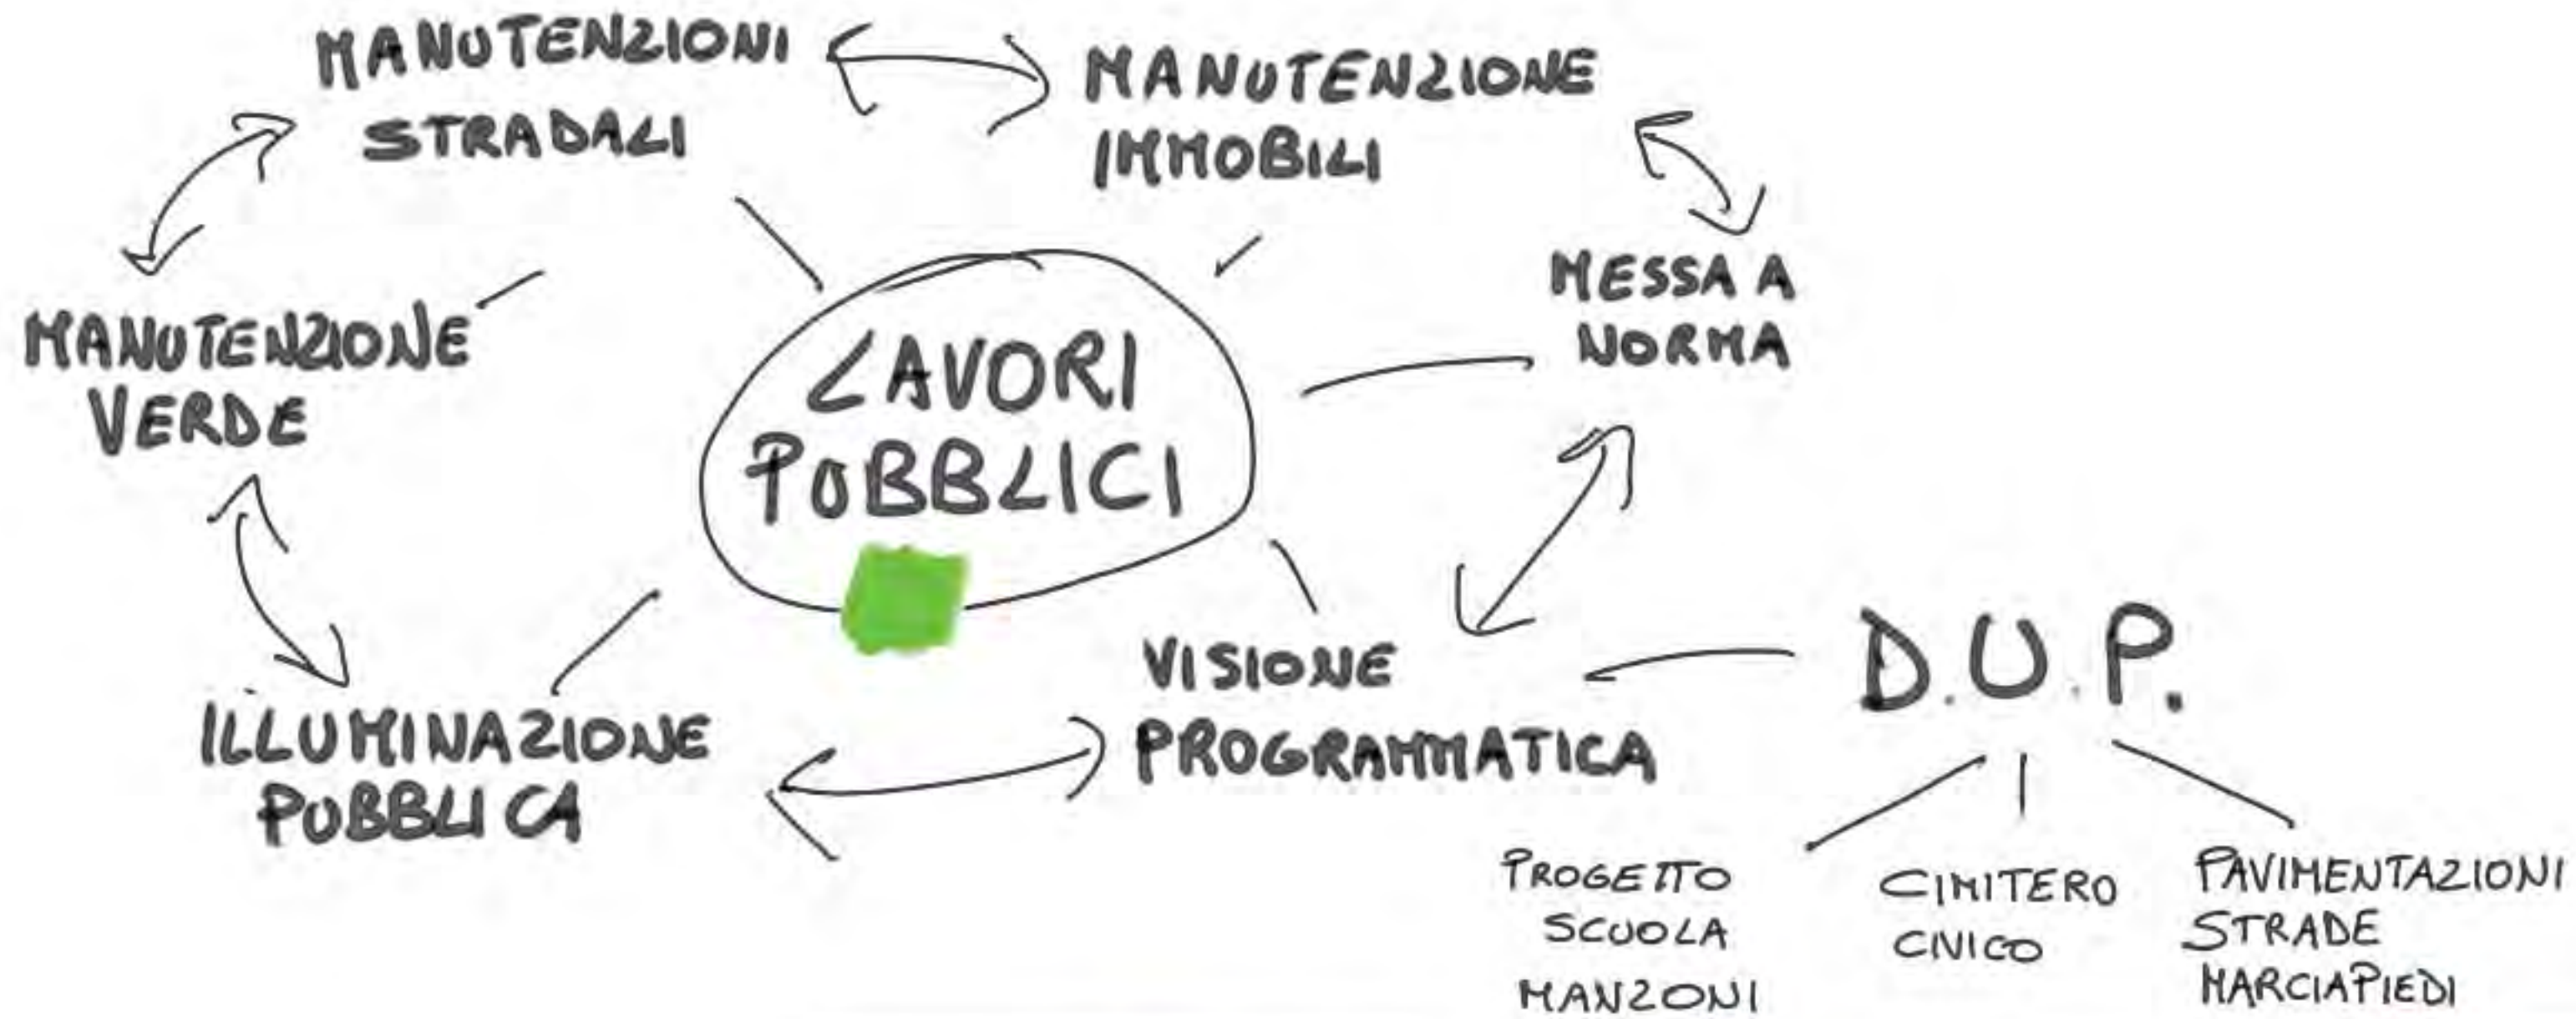 MANUTENZIONI
STRADALI
MANUTENZIONE
IMMOBILI
MESSA A
NORMA
MANUTENZIONE
VERDE
LAVORI
PUBBLICI
VISIONE
PROGRAMMATICA
ILLUMINAZIONE
PUBBLICA
D.U.P.
PROGETTO
SCUOLA
MANZONI
CIMITERO
CIVICO
PAVIMENTAZIONI
STRADE
MARCIAPIEDI